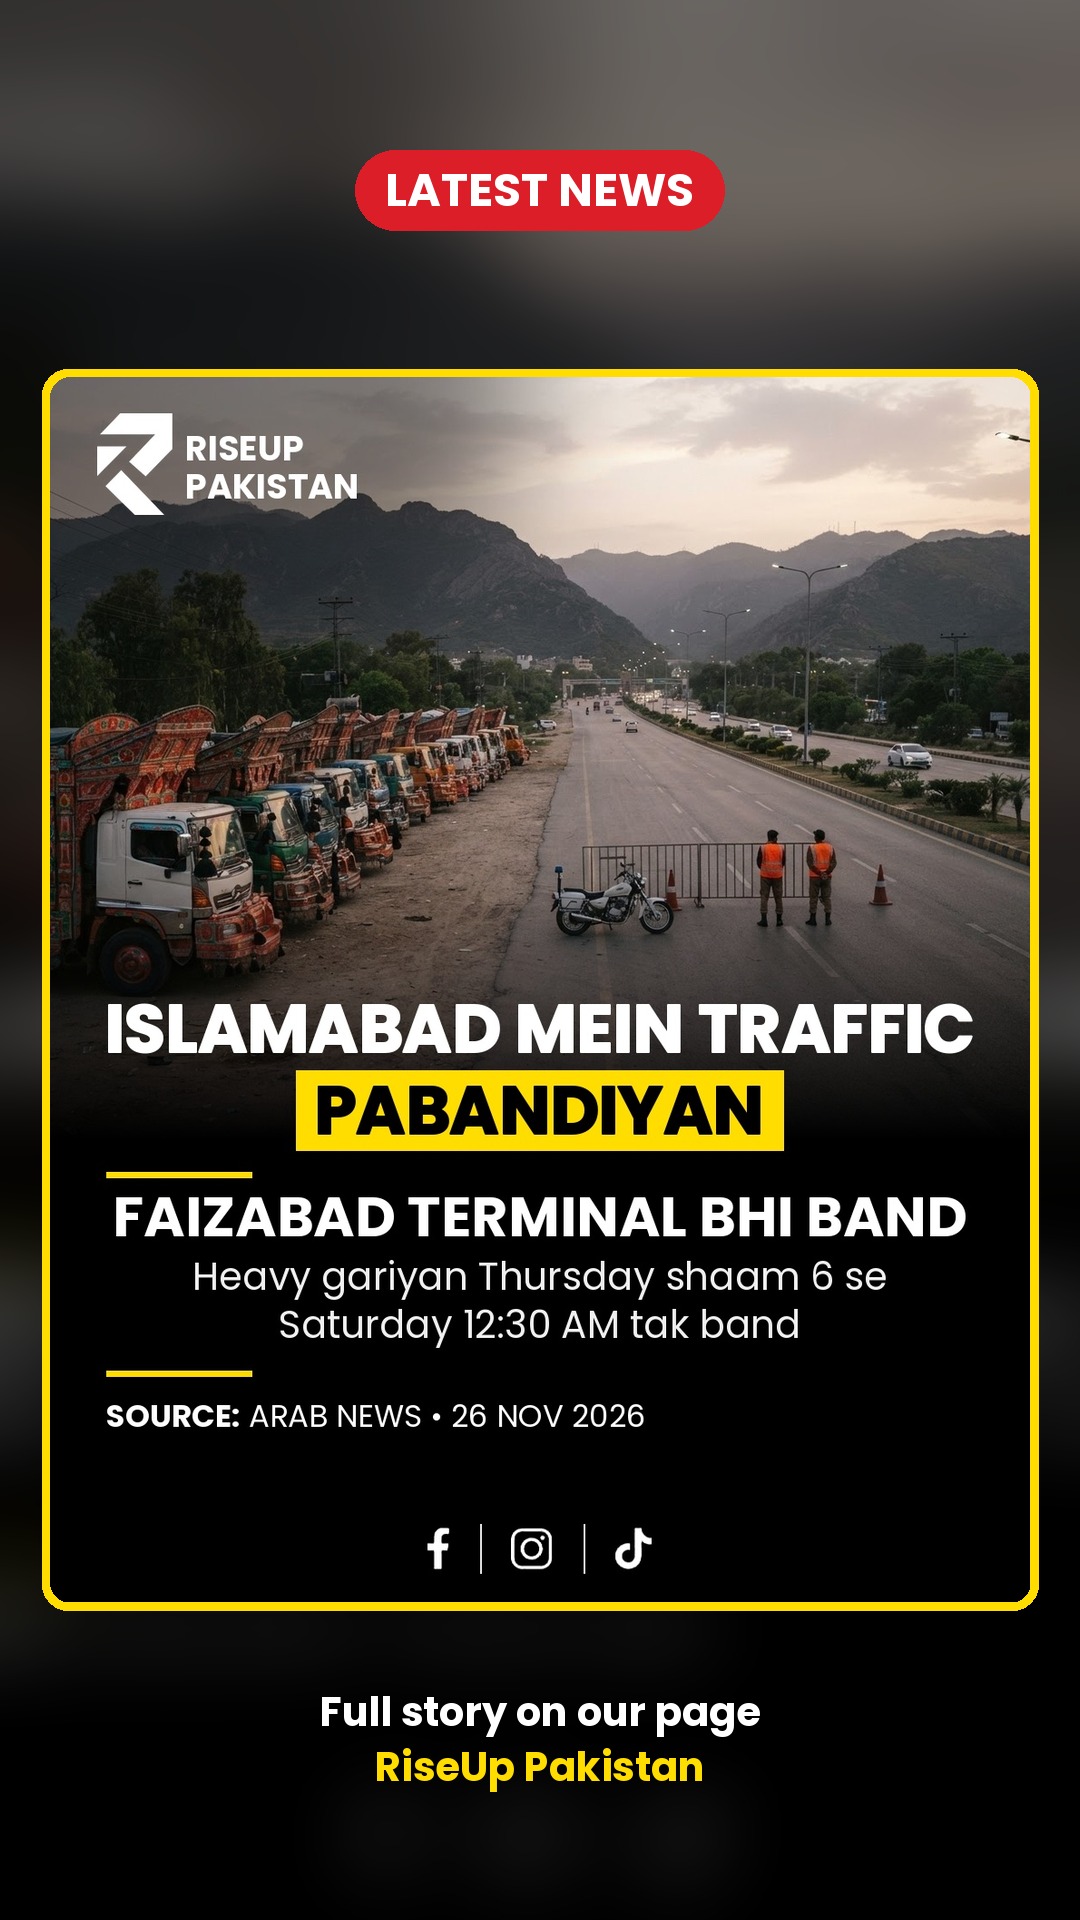 LATEST NEWS
RISEUP
PAKISTAN
ISLAMABAD MEIN TRAFFIC
PABANDIYAN
FAIZABAD TERMINAL BHI BAND
Heavy gariyan Thursday shaam 6 se
Saturday 12:30 AM tak band
SOURCE: ARAB NEWS • 26 NOV 2026
Full story on our page
RiseUp Pakistan